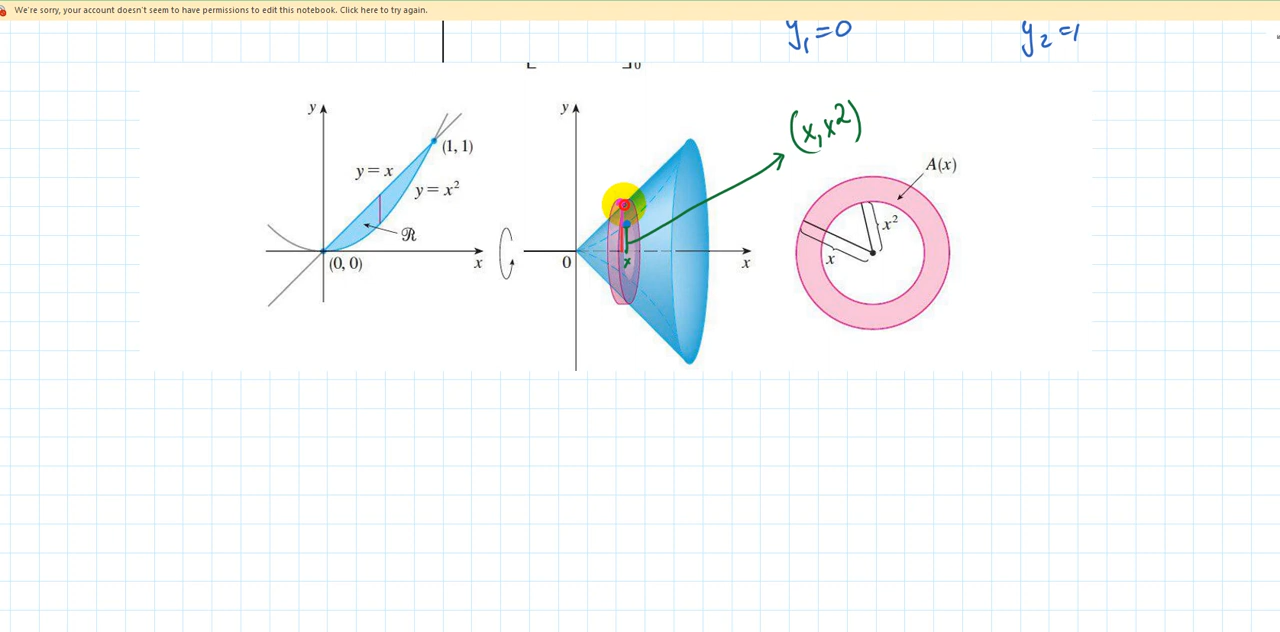 We're sorry, your account doesn't seem to have permissions to edit this notebook. Click here to try again.
y₁=0
y₂=1
y
(1, 1)
y = x
y = x²
ℛ
(0, 0)
x
y
(x, x²)
0
x
x
A(x)
x²
x